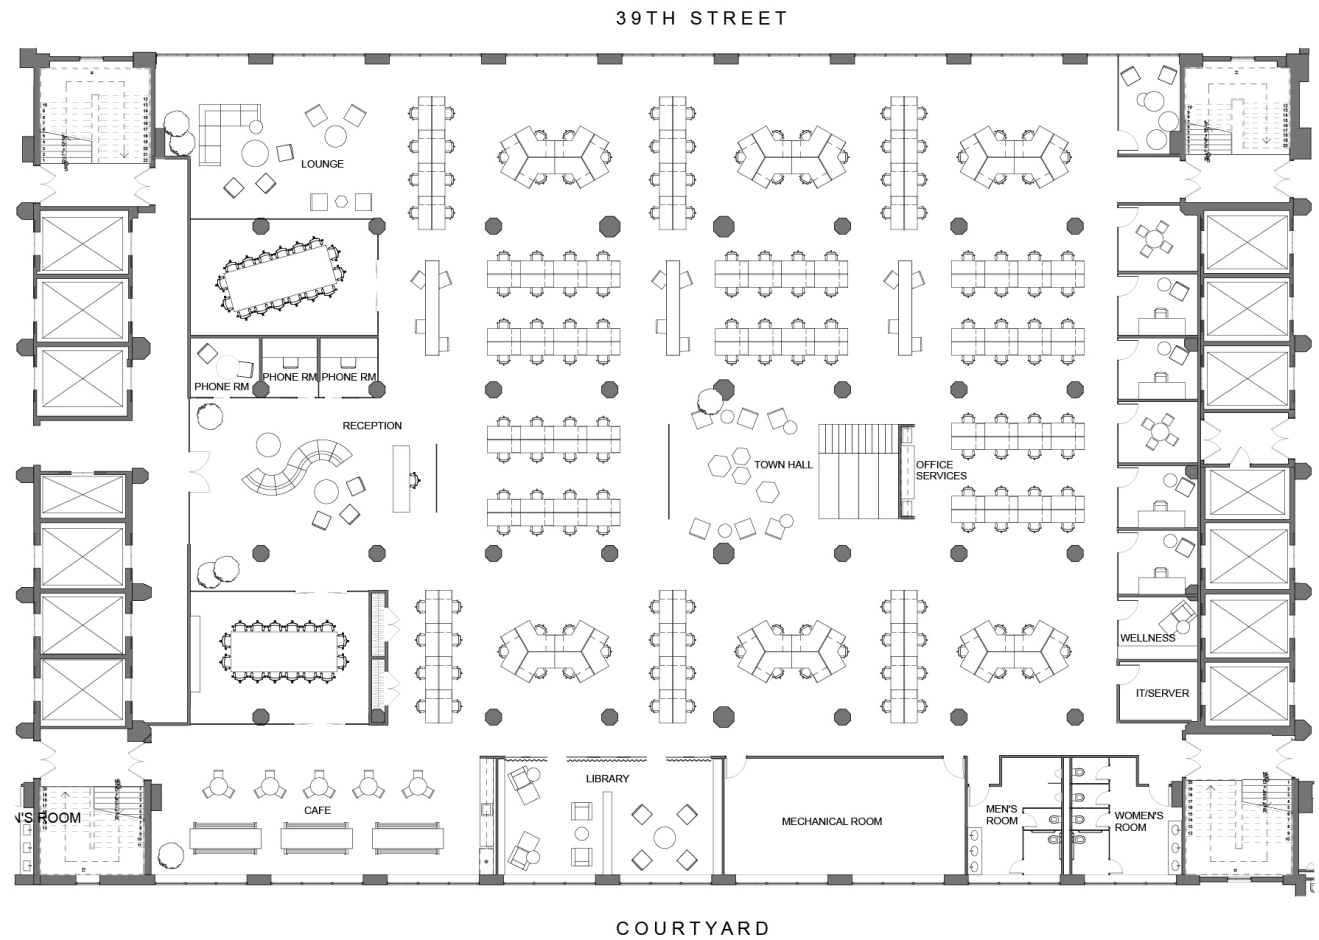 39TH STREET
LOUNGE
PHONE RM
PHONE RM
PHONE RM
RECEPTION
TOWN HALL
OFFICE
SERVICES
WELLNESS
IT/SERVER
LIBRARY
CAFE
N'S ROOM
MECHANICAL ROOM
MEN'S
ROOM
WOMEN'S
ROOM
COURTYARD